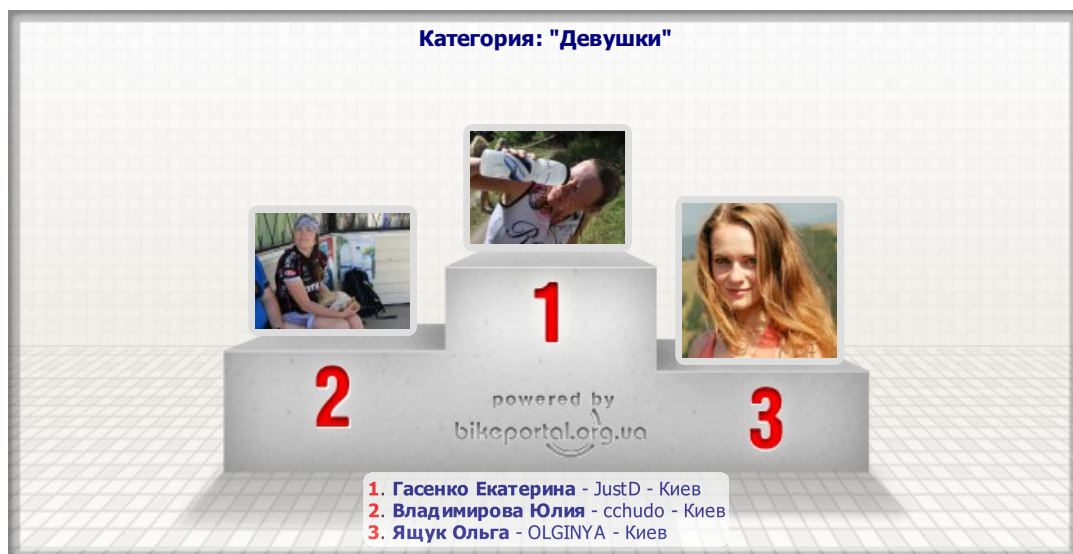 Категория: "Девушки"
1
2
3
powered by
bikeportal.org.ua
1. Гасенко Екатерина - JustD - Киев
2. Владимирова Юлия - cchudo - Киев
3. Ящук Ольга - OLGINYA - Киев